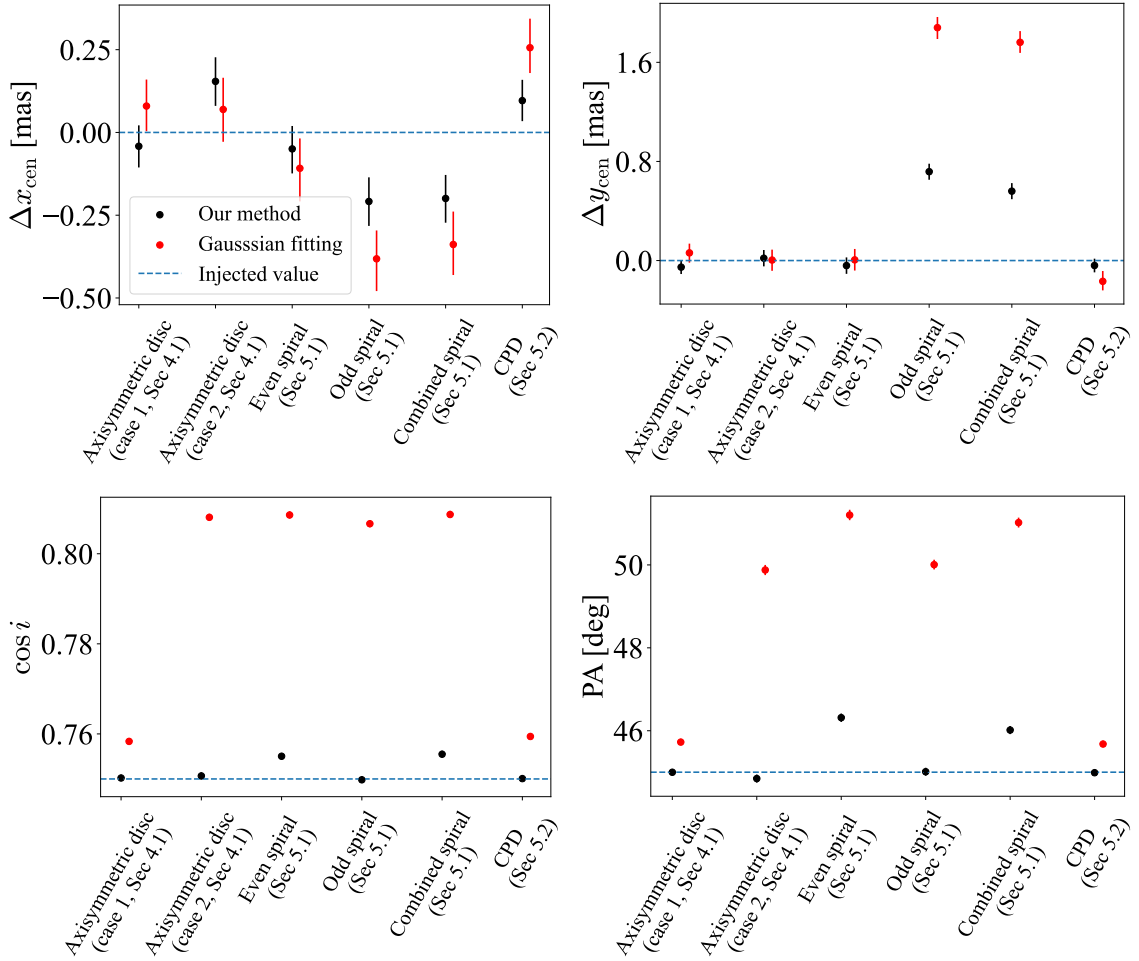 0.25
0.00
−0.25
−0.50
Δx_cen [mas]
Our method
Gausssian fitting
Injected value
Axisymmetric disc
(case 1, Sec 4.1)
Axisymmetric disc
(case 2, Sec 4.1)
Even spiral
(Sec 5.1)
Odd spiral
(Sec 5.1)
Combined spiral
(Sec 5.1)
CPD
(Sec 5.2)
1.6
0.8
0.0
Δy_cen [mas]
Axisymmetric disc
(case 1, Sec 4.1)
Axisymmetric disc
(case 2, Sec 4.1)
Even spiral
(Sec 5.1)
Odd spiral
(Sec 5.1)
Combined spiral
(Sec 5.1)
CPD
(Sec 5.2)
0.80
0.78
0.76
cos i
Axisymmetric disc
(case 1, Sec 4.1)
Axisymmetric disc
(case 2, Sec 4.1)
Even spiral
(Sec 5.1)
Odd spiral
(Sec 5.1)
Combined spiral
(Sec 5.1)
CPD
(Sec 5.2)
50
48
46
PA [deg]
Axisymmetric disc
(case 1, Sec 4.1)
Axisymmetric disc
(case 2, Sec 4.1)
Even spiral
(Sec 5.1)
Odd spiral
(Sec 5.1)
Combined spiral
(Sec 5.1)
CPD
(Sec 5.2)